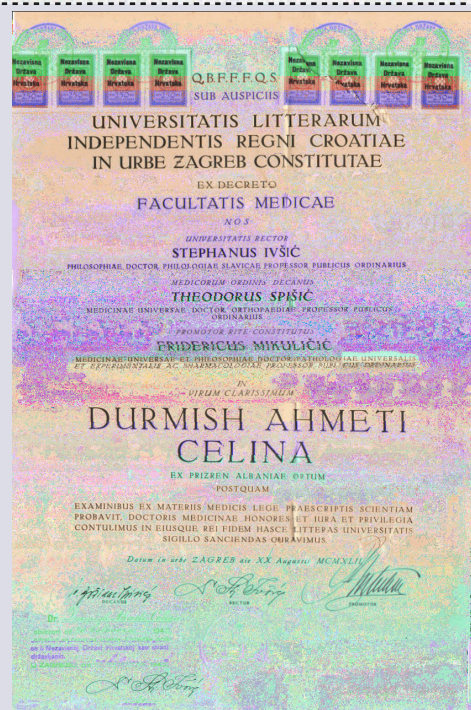 Nezavisna Nezavisna Nezavisna Nezavisna Nezavisna Nezavisna Nezavisna
Država Država Država Država Država Država Država
Hrvatska Hrvatska Hrvatska Hrvatska Hrvatska Hrvatska Hrvatska
Q.B.F.F.F.Q.S.
SUB AUSPICIIS
UNIVERSITATIS LITTERARUM
INDEPENDENTIS REGNI CROATIAE
IN URBE ZAGREB CONSTITUTAE
EX DECRETO
FACULTATIS MEDICAE
NOS
UNIVERSITATIS RECTOR
STEPHANUS IVŠIĆ
PHILOSOPHIAE DOCTOR PHILOLOGIAE SLAVICAE PROFESSOR PUBLICUS ORDINARIUS
MEDICORUM ORDINIS DECANUS
THEODORUS SPIŠIĆ
MEDICINAE UNIVERSAE DOCTOR, ORTHOPAEDIAE PROFESSOR PUBLICUS
ORDINARIUS
PROMOTOR RITE CONSTITUTUS
FRIDERICUS MIKULIČIĆ
MEDICINAE UNIVERSAE ET PHILOSOPHIAE DOCTOR PATHOLOGIAE UNIVERSALIS
ET EXPERIMENTALIS AC PHARMACOLOGIAE PROFESSOR PUBLICUS ORDINARIUS
IN
VIRUM CLARISSIMUM
DURMISH AHMETI
CELINA
EX PRIZREN ALBANIAE ORTUM
POSTQUAM
EXAMINIBUS EX MATERIIS MEDICIS LEGE PRAESCRIPTIS SCIENTIAM
PROBAVIT, DOCTORIS MEDICINAE HONORES ET IURA ET PRIVILEGIA
CONTULIMUS IN EIUSQUE REI FIDEM HASCE LITTERAS UNIVERSITATIS
SIGILLO SANCIENDAS CURAVIMUS.
Datum in urbe ZAGREB die XX Augusti MCMXLII
DECANUS RECTOR PROMOTOR
Dr.
Nezavisnoj Državi Hrvatskoj